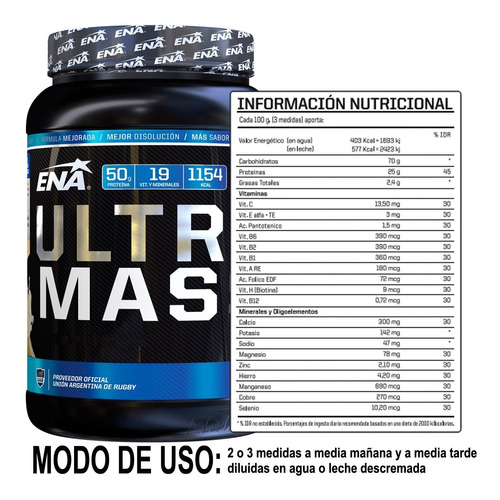 ENA ENA ENA ENA
FÓRMULA MEJORADA / MEJOR DISOLUCIÓN / MÁS SABOR
ENA
50g PROTEÍNA
19 VIT. Y MINERALES
1154 KCAL
ULTR
MAS
PROVEEDOR OFICIAL
UNIÓN ARGENTINA DE RUGBY
INFORMACIÓN NUTRICIONAL
Cada 100 g. (3 medidas) aporta:
% IDR
Valor Energético (en agua) 403 Kcal • 1693 kj
(en leche) 577 Kcal • 2423 kj
Carbohidratos 70 g *
Proteínas 25 g 45
Grasas Totales 2,4 g *
Vitaminas
Vit. C 13,50 mg 30
Vit. E alfa - TE 3 mg 30
Ac. Pantotenico 1,5 mg 30
Vit. B6 390 mcg 30
Vit. B2 390 mcg 30
Vit. B1 360 mcg 30
Vit. A RE 180 mcg 30
Ac. Folico EDF 72 mcg 30
Vit. H (Biotina) 9 mcg 30
Vit. B12 0,72 mcg 30
Minerales y Oligoelementos
Calcio 300 mg 30
Potasio 142 mg *
Sodio 47 mg *
Magnesio 78 mg 30
Zinc 2,10 mg 30
Hierro 4,20 mg 30
Manganeso 690 mcg 30
Cobre 270 mcg 30
Selenio 10,20 mcg 30
* % IDR no establecido. Porcentajes de ingesta diaria recomendada basados en una dieta de 2000 kilocalorías.
MODO DE USO: 2 o 3 medidas a media mañana y a media tarde
diluidas en agua o leche descremada